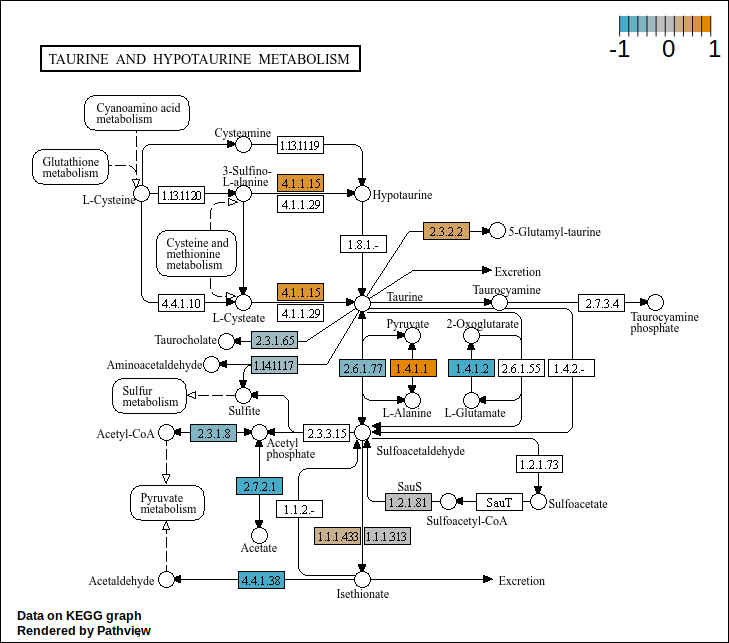 -1 0 1
TAURINE AND HYPOTAURINE METABOLISM
Cyanoamino acid
metabolism
Cysteamine
1.13.11.19
Glutathione
metabolism
3-Sulfino-
L-alanine
4.1.1.15
L-Cysteine
1.13.11.20
4.1.1.29
Hypotaurine
Cysteine and
methionine
metabolism
1.8.1.-
2.3.2.2
5-Glutamyl-taurine
Excretion
4.4.1.10
L-Cysteate
4.1.1.15
4.1.1.29
Taurine
Taurocyamine
2.7.3.4
Taurocyamine
phosphate
Taurocholate
2.3.1.65
Pyruvate
2-Oxoglutarate
Aminoacetaldehyde
1.14.11.17
2.6.1.77
1.4.1.1
1.4.1.2
2.6.1.55
1.4.2.-
Sulfur
metabolism
Sulfite
L-Alanine
L-Glutamate
Acetyl-CoA
2.3.1.8
Acetyl
phosphate
2.3.3.15
Sulfoacetaldehyde
1.2.1.73
Pyruvate
metabolism
2.7.2.1
1.1.2.-
SauS
1.2.1.81
SauT
Sulfoacetate
Sulfoacetyl-CoA
Acetate
1.1.1.433
1.1.1.313
Acetaldehyde
4.4.1.38
Isethionate
Excretion
Data on KEGG graph
Rendered by Pathview